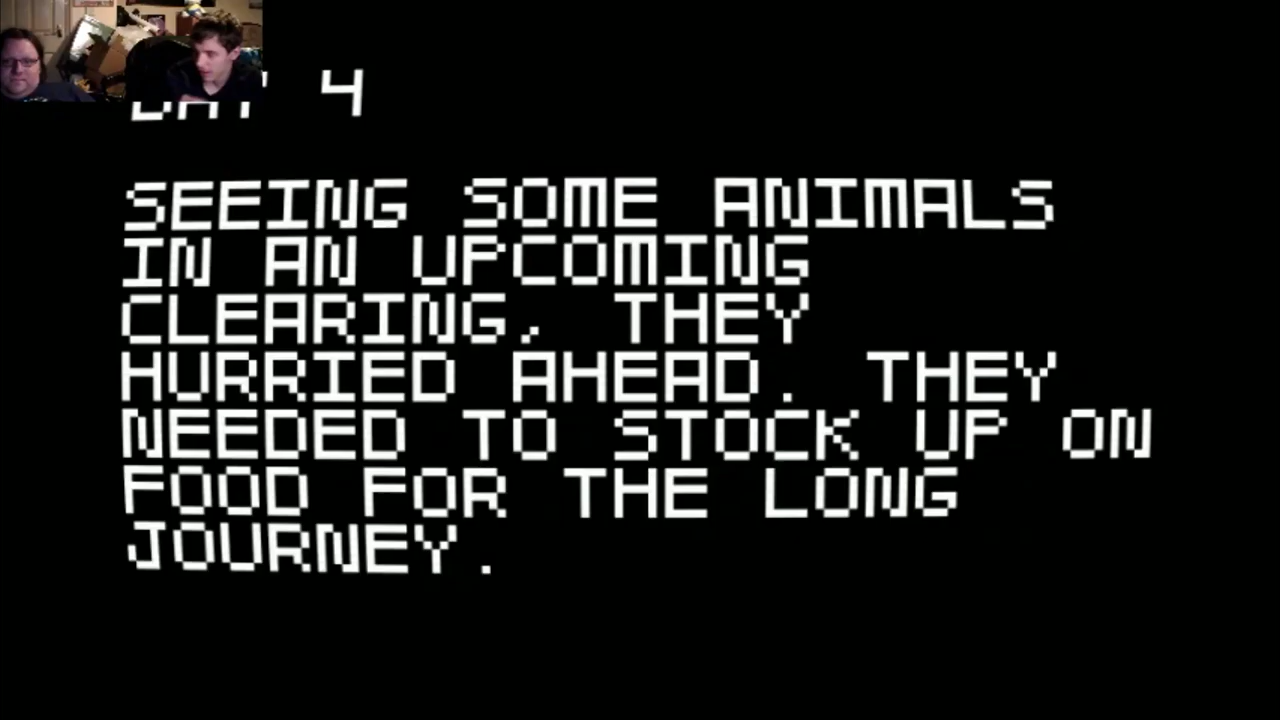 DAY 4
SEEING SOME ANIMALS
IN AN UPCOMING
CLEARING, THEY
HURRIED AHEAD. THEY
NEEDED TO STOCK UP ON
FOOD FOR THE LONG
JOURNEY.